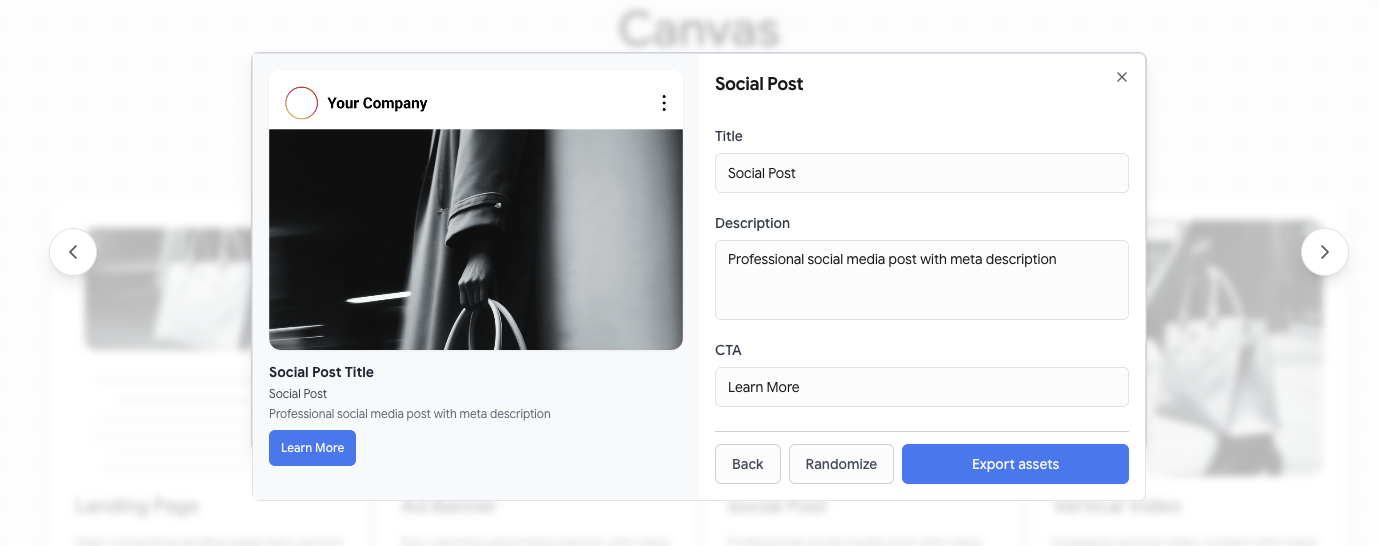 Canvas
Your Company
Social Post Title
Social Post
Professional social media post with meta description
Learn More
Social Post
Title
Social Post
Description
Professional social media post with meta description
CTA
Learn More
Back
Randomize
Export assets
Landing Page
Ad Banner
Social Post
Vertical Video